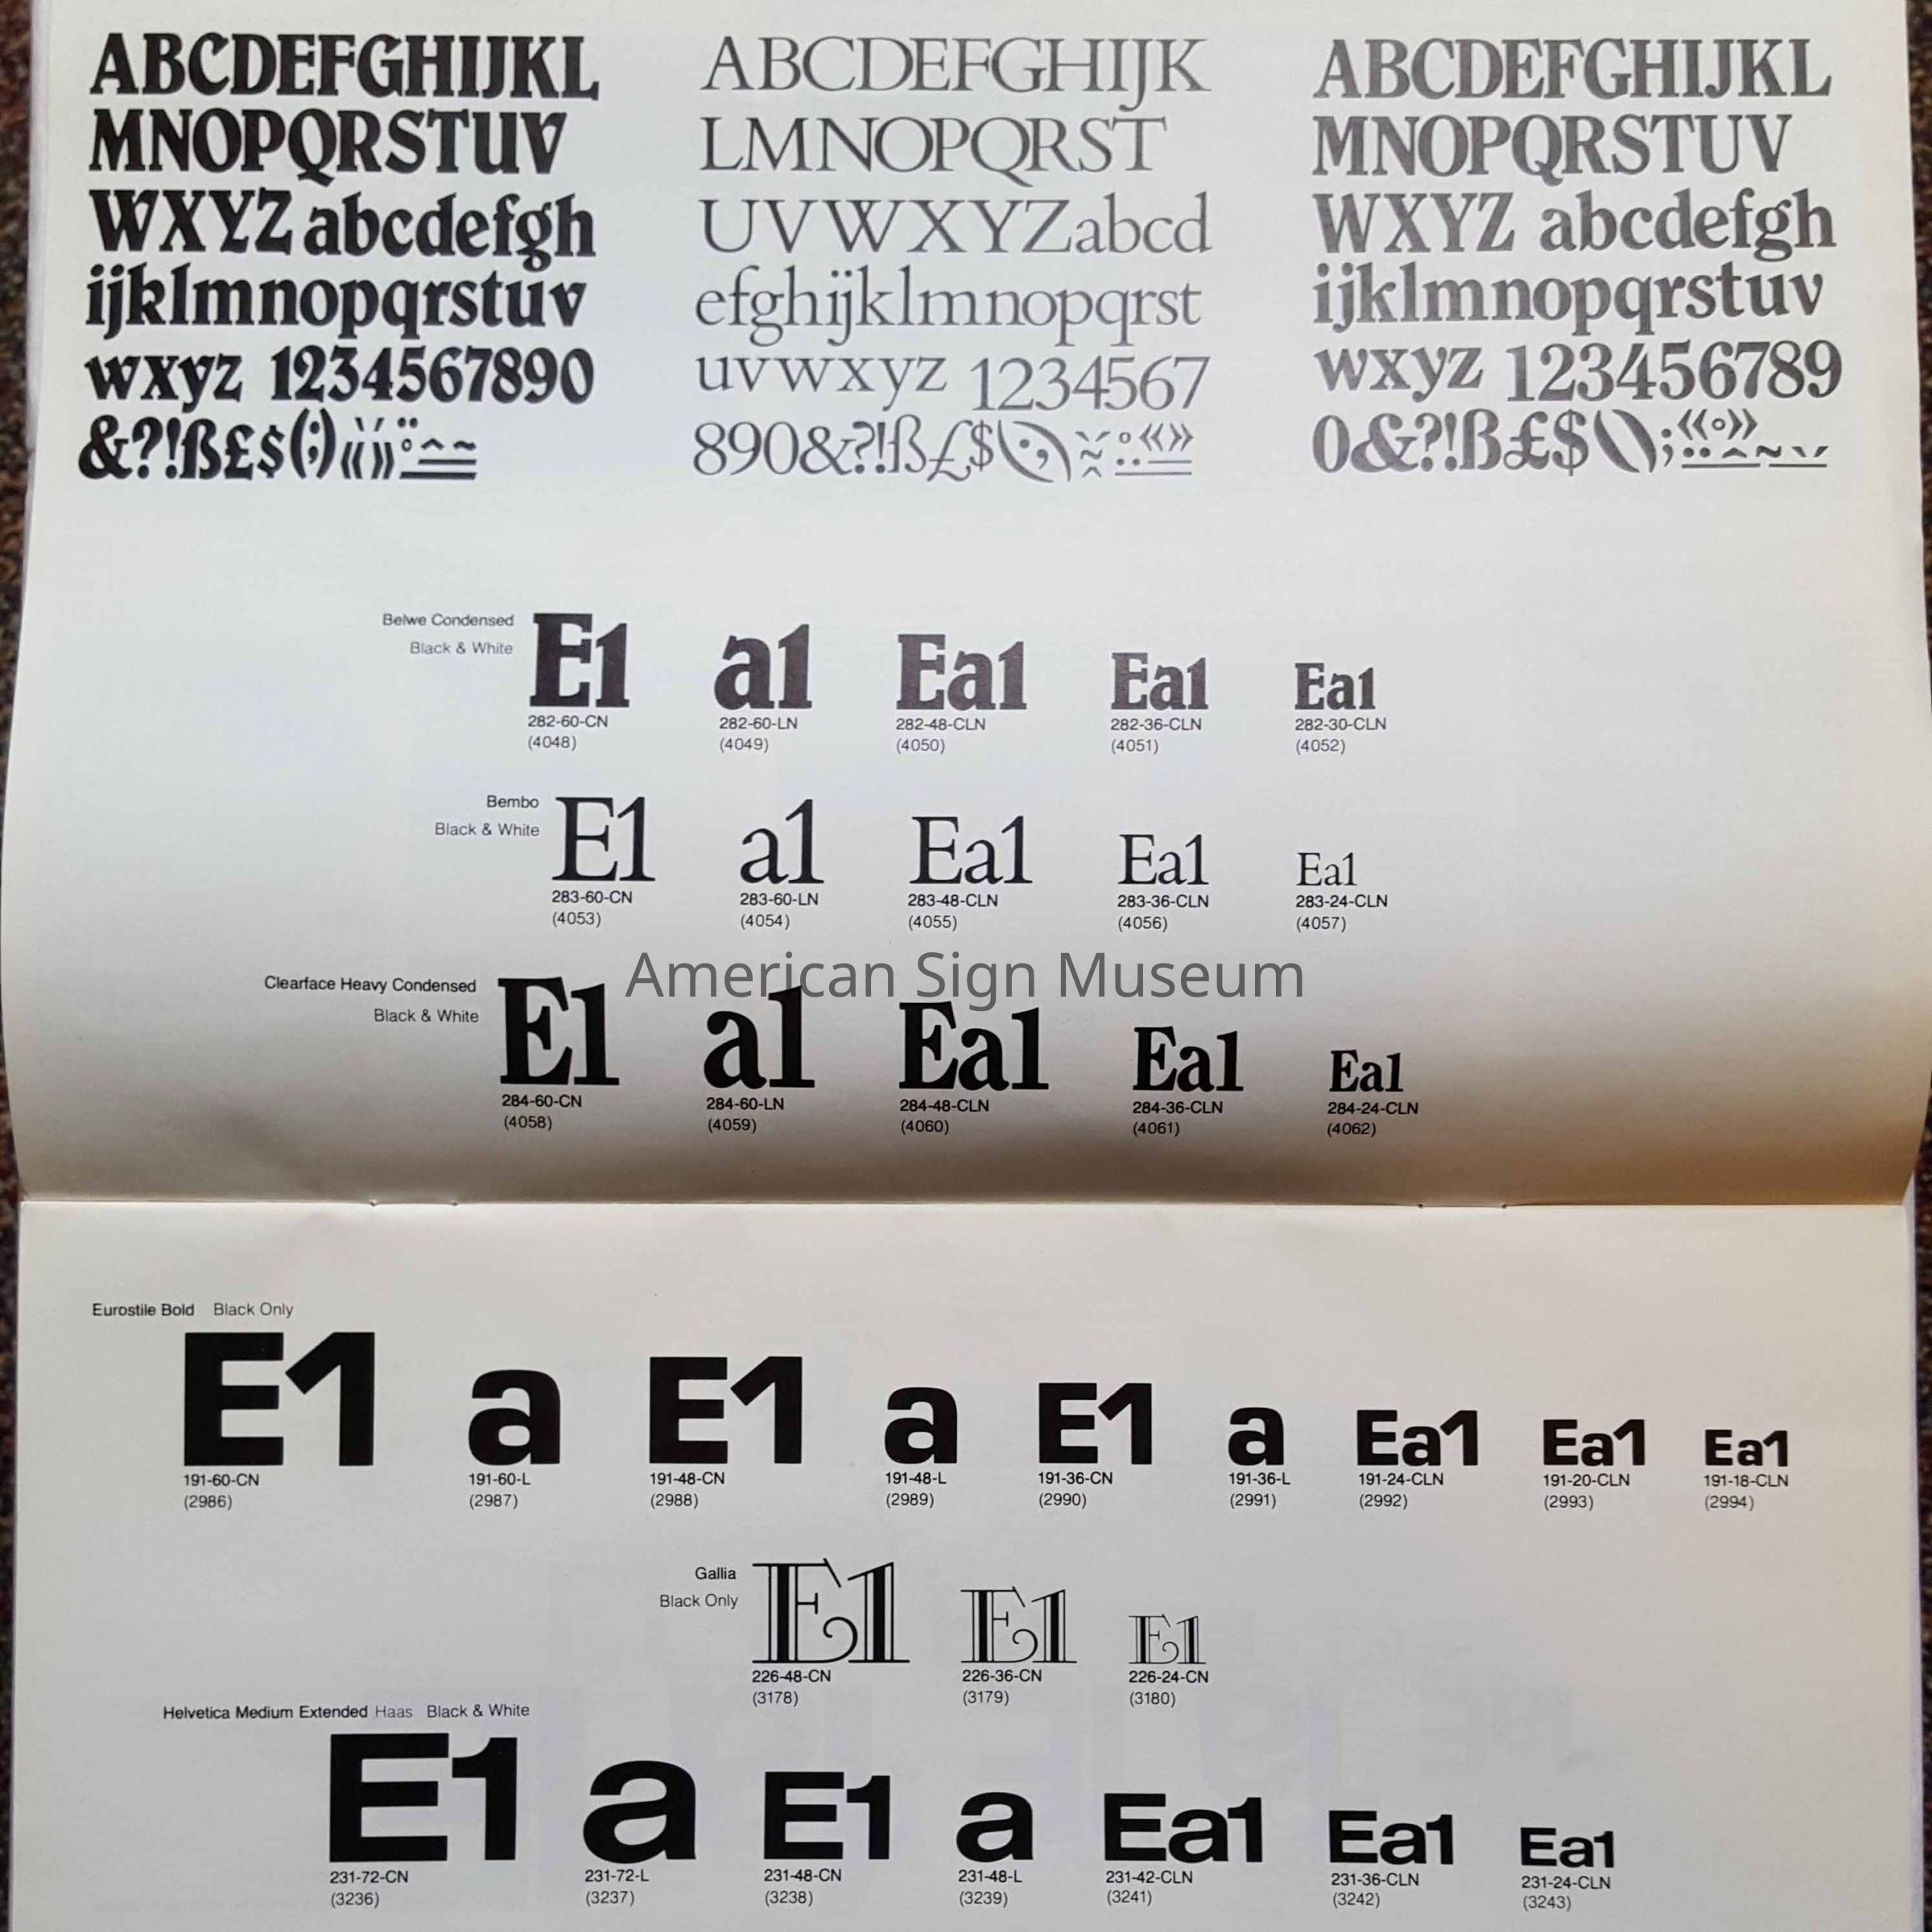 ABCDEFGHIJKL
MNOPQRSTUV
WXYZ abcdefgh
ijklmnopqrstuv
wxyz 1234567890
&?!ß£$(;)
ABCDEFGHIJK
LMNOPQRST
UVWXYZabcd
efghijklmnopqrst
uvwxyz 1234567
890&?!ß£$
ABCDEFGHIJKL
MNOPQRSTUV
WXYZ abcdefgh
ijklmnopqrstuv
wxyz 123456789
0&?!ß£$\);«°»
Belwe Condensed
Black & White
E1 a1 Ea1 Ea1 Ea1
282-60-CN 282-60-LN 282-48-CLN 282-36-CLN 282-30-CLN
(4048) (4049) (4050) (4051) (4052)
Bembo
Black & White
E1 a1 Ea1 Ea1 Ea1
283-60-CN 283-60-LN 283-48-CLN 283-36-CLN 283-24-CLN
(4053) (4054) (4055) (4056) (4057)
American Sign Museum
Clearface Heavy Condensed
Black & White
E1 a1 Ea1 Ea1 Ea1
284-60-CN 284-60-LN 284-48-CLN 284-36-CLN 284-24-CLN
(4058) (4059) (4060) (4061) (4062)
Eurostile Bold Black Only
E1 a E1 a E1 a Ea1 Ea1 Ea1
191-60-CN 191-60-L 191-48-CN 191-48-L 191-36-CN 191-36-L 191-24-CLN 191-20-CLN 191-18-CLN
(2986) (2987) (2988) (2989) (2990) (2991) (2992) (2993) (2994)
Gallia
Black Only
E1 E1 E1
226-48-CN 226-36-CN 226-24-CN
(3178) (3179) (3180)
Helvetica Medium Extended Haas Black & White
E1 a E1 a Ea1 Ea1 Ea1
231-72-CN 231-72-L 231-48-CN 231-48-L 231-42-CLN 231-36-CLN 231-24-CLN
(3236) (3237) (3238) (3239) (3241) (3242) (3243)